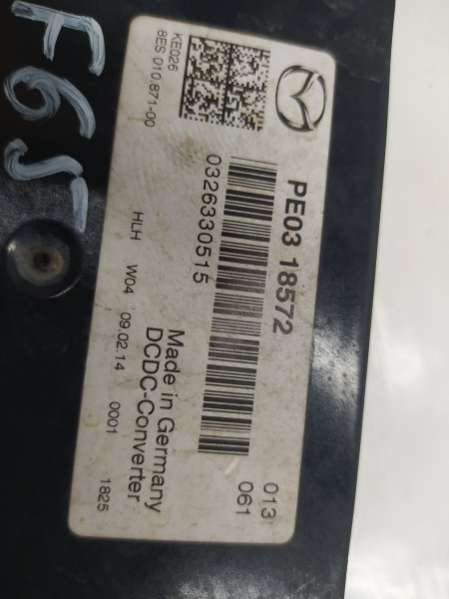 F65
KE026
8ES 010.871-00
PE03 18572
0326330515
013
061
Made in Germany
DCDC-Converter
HLH W04 09.02.14 0001 1825